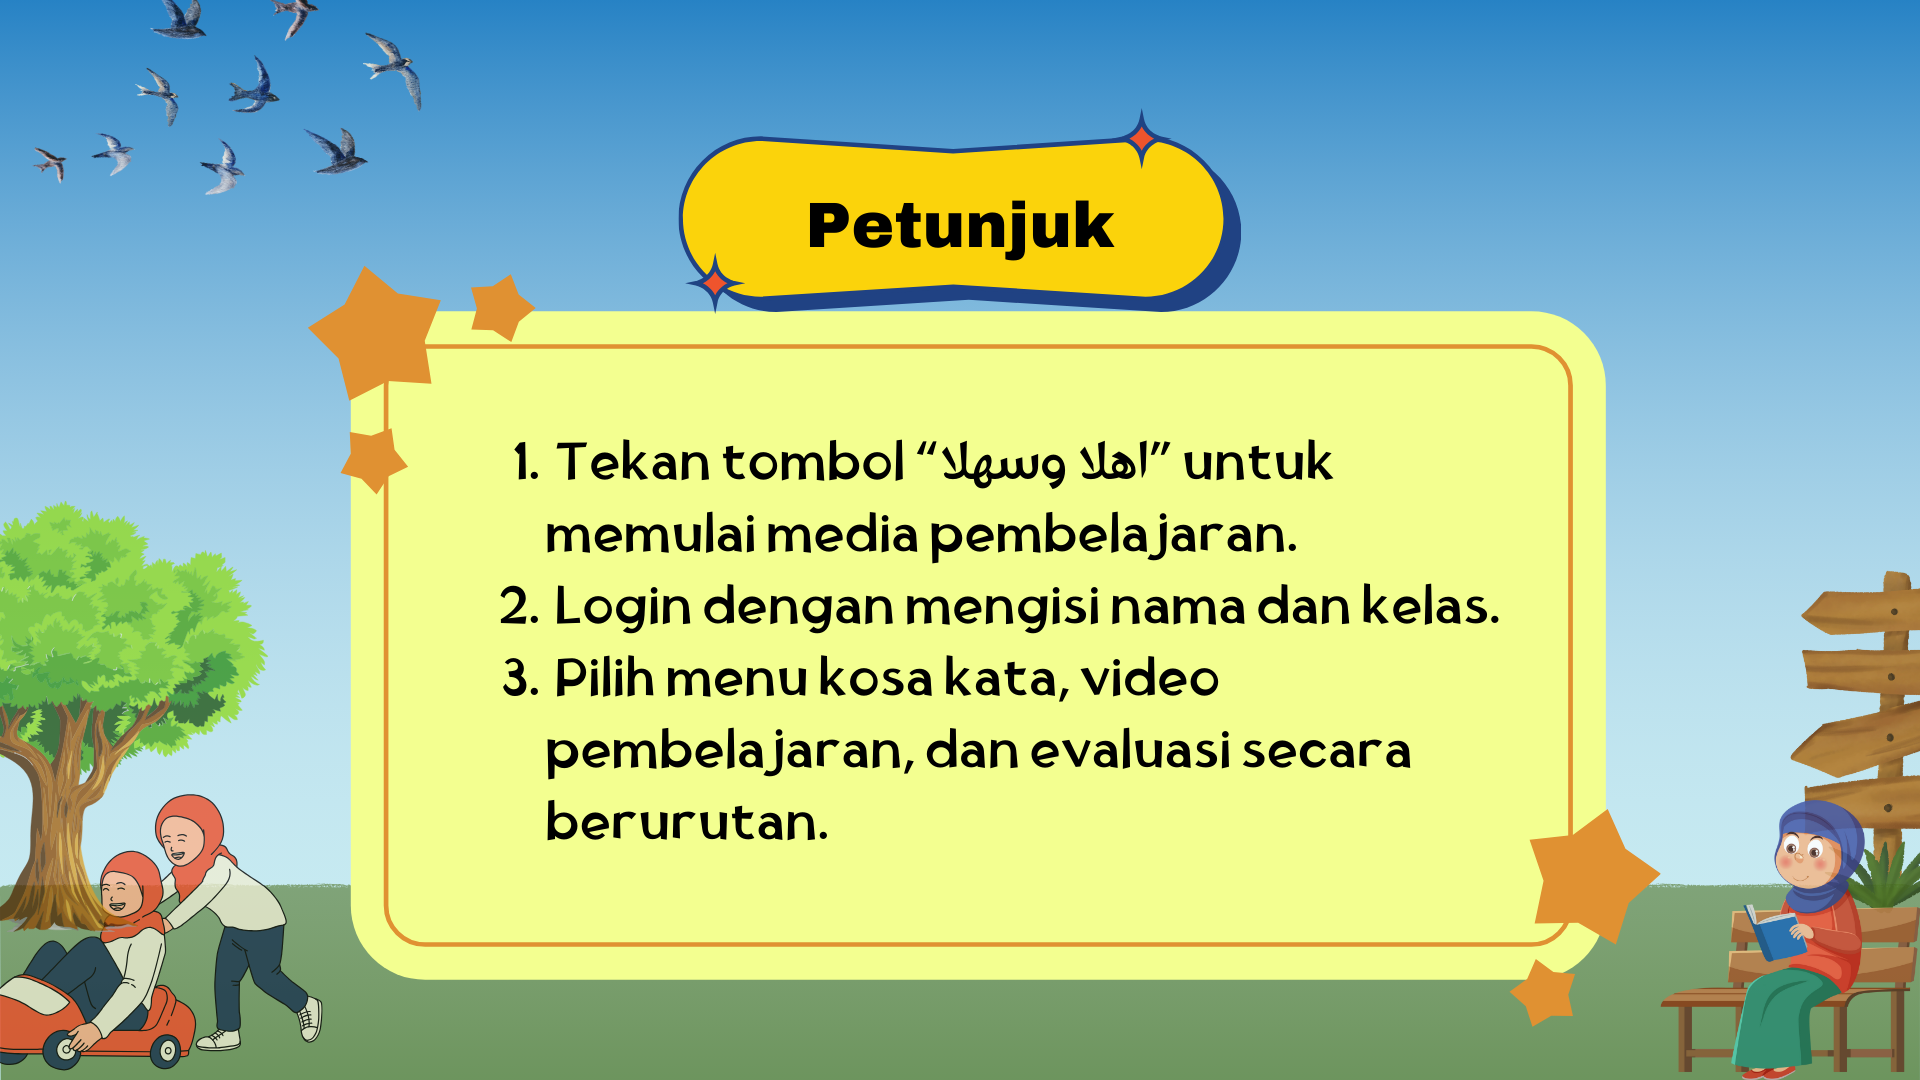 Petunjuk
1. Tekan tombol “اهلا وسهلا” untuk
memulai media pembelajaran.
2. Login dengan mengisi nama dan kelas.
3. Pilih menu kosa kata, video
pembelajaran, dan evaluasi secara
berurutan.